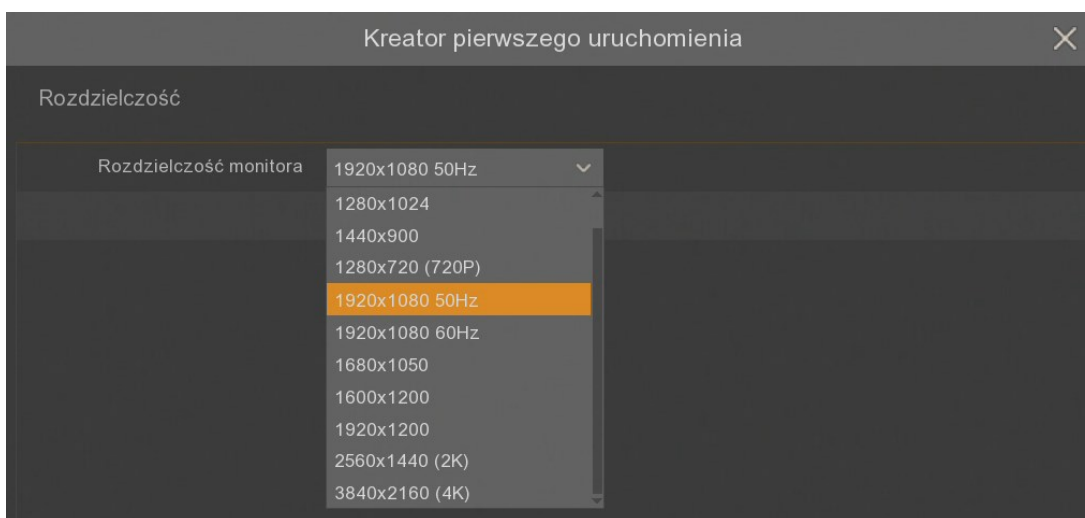 Kreator pierwszego uruchomienia
Rozdzielczość
Rozdzielczość monitora 1920x1080 50Hz
1280x1024
1440x900
1280x720 (720P)
1920x1080 50Hz
1920x1080 60Hz
1680x1050
1600x1200
1920x1200
2560x1440 (2K)
3840x2160 (4K)